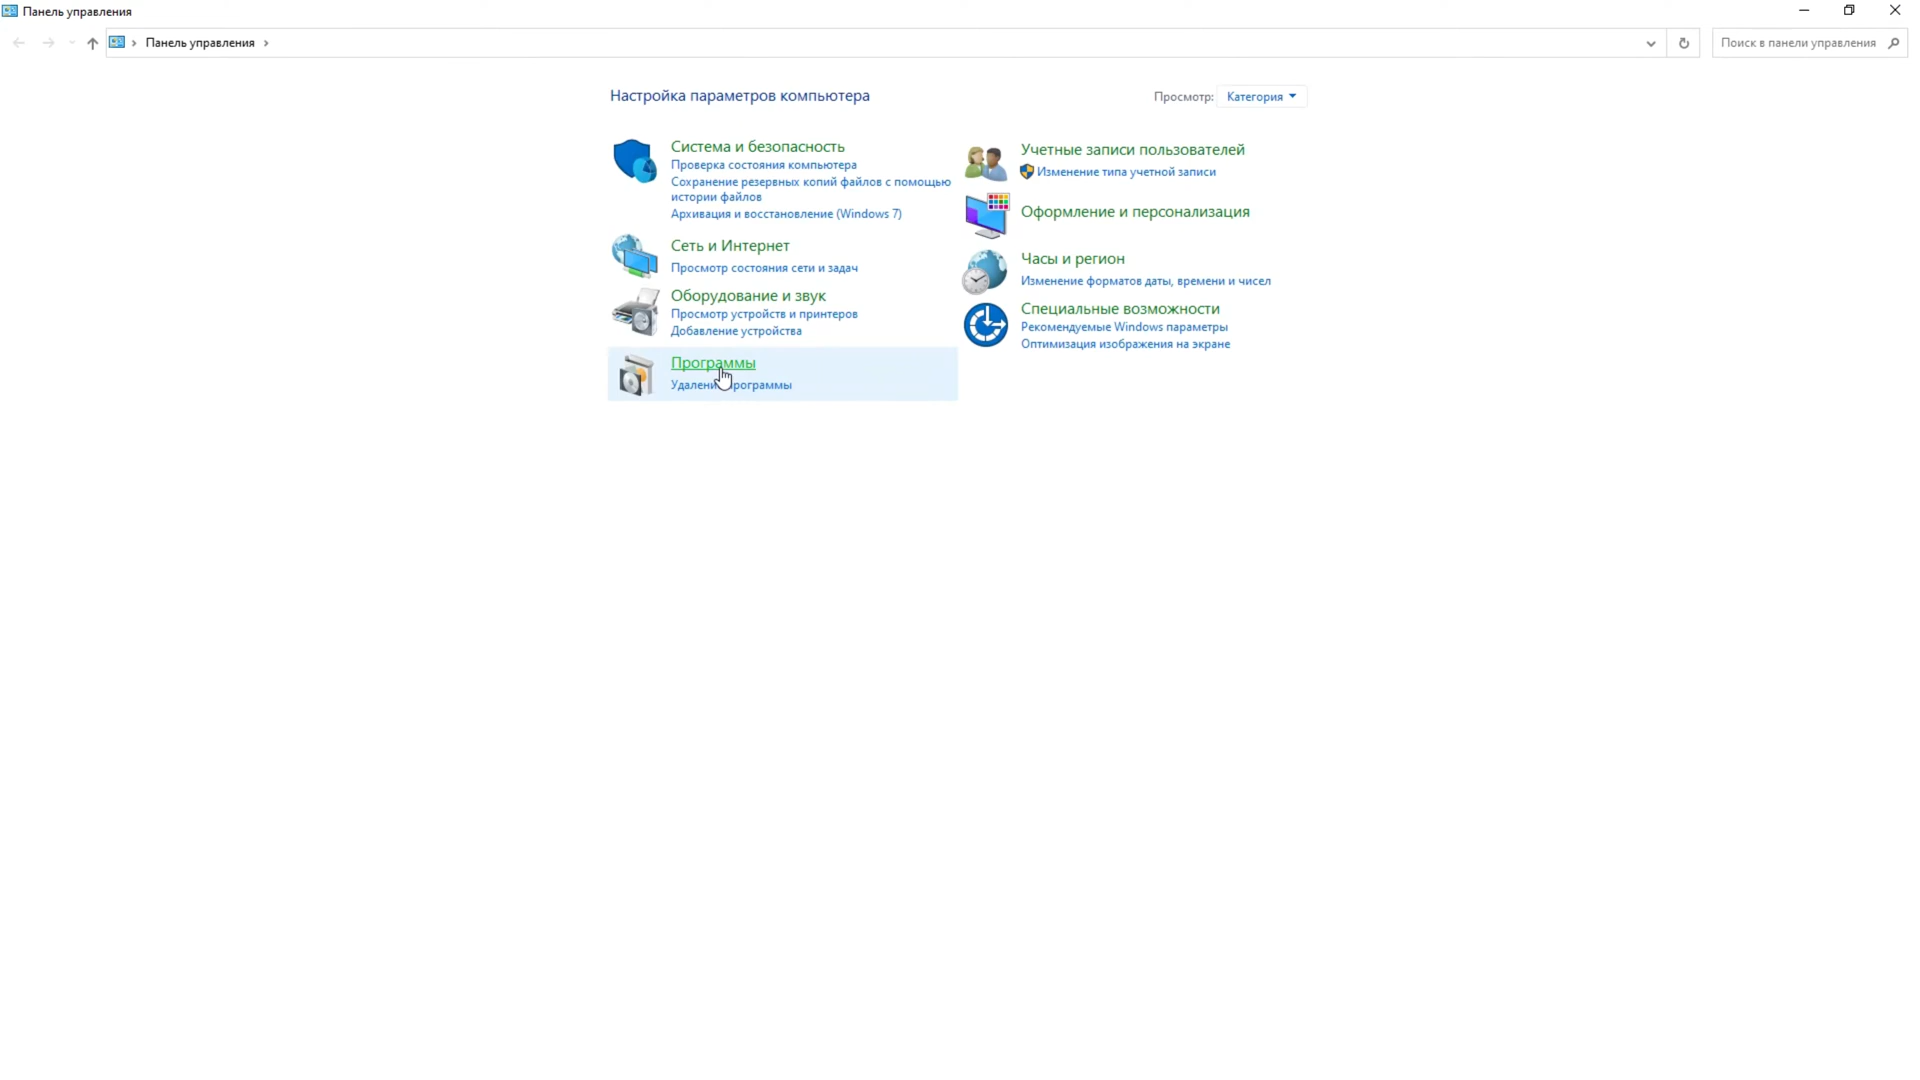 Панель управления
Панель управления
Поиск в панели управления
Настройка параметров компьютера
Просмотр: Категория
Система и безопасность
Проверка состояния компьютера
Сохранение резервных копий файлов с помощью
истории файлов
Архивация и восстановление (Windows 7)
Сеть и Интернет
Просмотр состояния сети и задач
Оборудование и звук
Просмотр устройств и принтеров
Добавление устройства
Программы
программы
Учетные записи пользователей
Изменение типа учетной записи
Оформление и персонализация
Часы и регион
Изменение форматов даты, времени и чисел
Специальные возможности
Рекомендуемые Windows параметры
Оптимизация изображения на экране